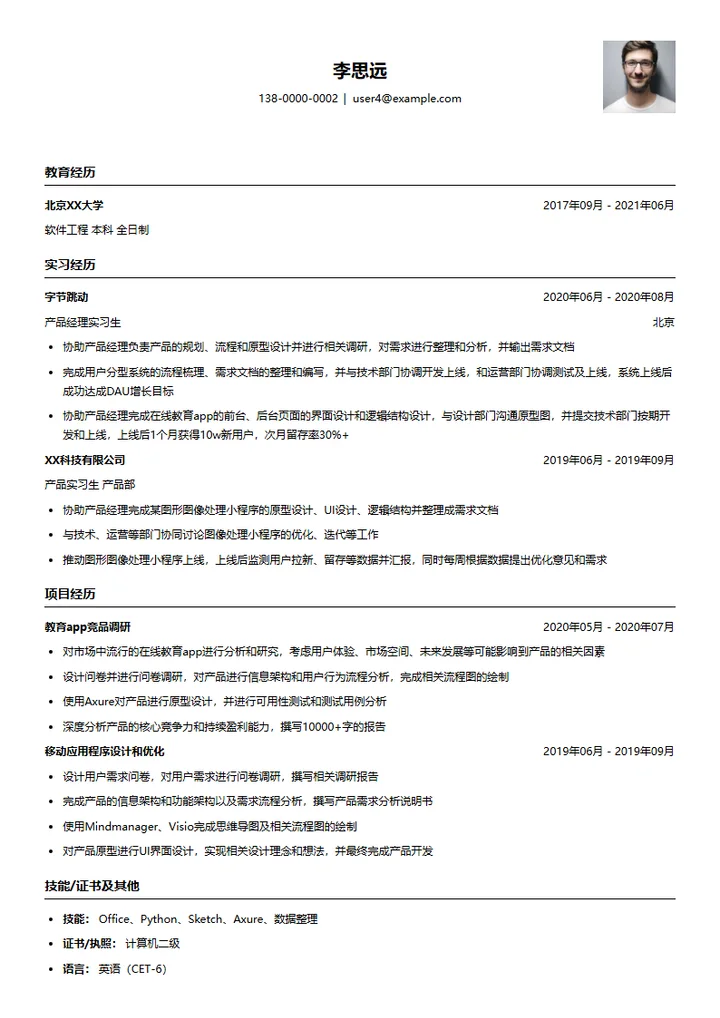 李思远
138-0000-0002 | user4@example.com
教育经历
北京XX大学 2017年09月 - 2021年06月
软件工程 本科 全日制
实习经历
字节跳动 2020年06月 - 2020年08月
产品经理实习生 北京
• 协助产品经理负责产品的规划、流程和原型设计并进行相关调研，对需求进行整理和分析，并输出需求文档
• 完成用户分型系统的流程梳理、需求文档的整理和编写，并与技术部门协调开发上线，和运营部门协调测试及上线，系统上线后
成功达成DAU增长目标
• 协助产品经理完成在线教育app的前台、后台页面的界面设计和逻辑结构设计，与设计部门沟通原型图，并提交技术部门按期开
发和上线，上线后1个月获得10w新用户，次月留存率30%+
XX科技有限公司 2019年06月 - 2019年09月
产品实习生 产品部
• 协助产品经理完成某图形图像处理小程序的原型设计、UI设计、逻辑结构并整理成需求文档
• 与技术、运营等部门协同讨论图像处理小程序的优化、迭代等工作
• 推动图形图像处理小程序上线，上线后监测用户拉新、留存等数据并汇报，同时每周根据数据提出优化意见和需求
项目经历
教育app竞品调研 2020年05月 - 2020年07月
• 对市场中流行的在线教育app进行分析和研究，考虑用户体验、市场空间、未来发展等可能影响到产品的相关因素
• 设计问卷并进行问卷调研，对产品进行信息架构和用户行为流程分析，完成相关流程图的绘制
• 使用Axure对产品进行原型设计，并进行可用性测试和测试用例分析
• 深度分析产品的核心竞争力和持续盈利能力，撰写10000+字的报告
移动应用程序设计和优化 2019年06月 - 2019年09月
• 设计用户需求问卷，对用户需求进行问卷调研，撰写相关调研报告
• 完成产品的信息架构和功能架构以及需求流程分析，撰写产品需求分析说明书
• 使用Mindmanager、Visio完成思维导图及相关流程图的绘制
• 对产品原型进行UI界面设计，实现相关设计理念和想法，并最终完成产品开发
技能/证书及其他
• 技能： Office、Python、Sketch、Axure、数据整理
• 证书/执照： 计算机二级
• 语言： 英语（CET-6）